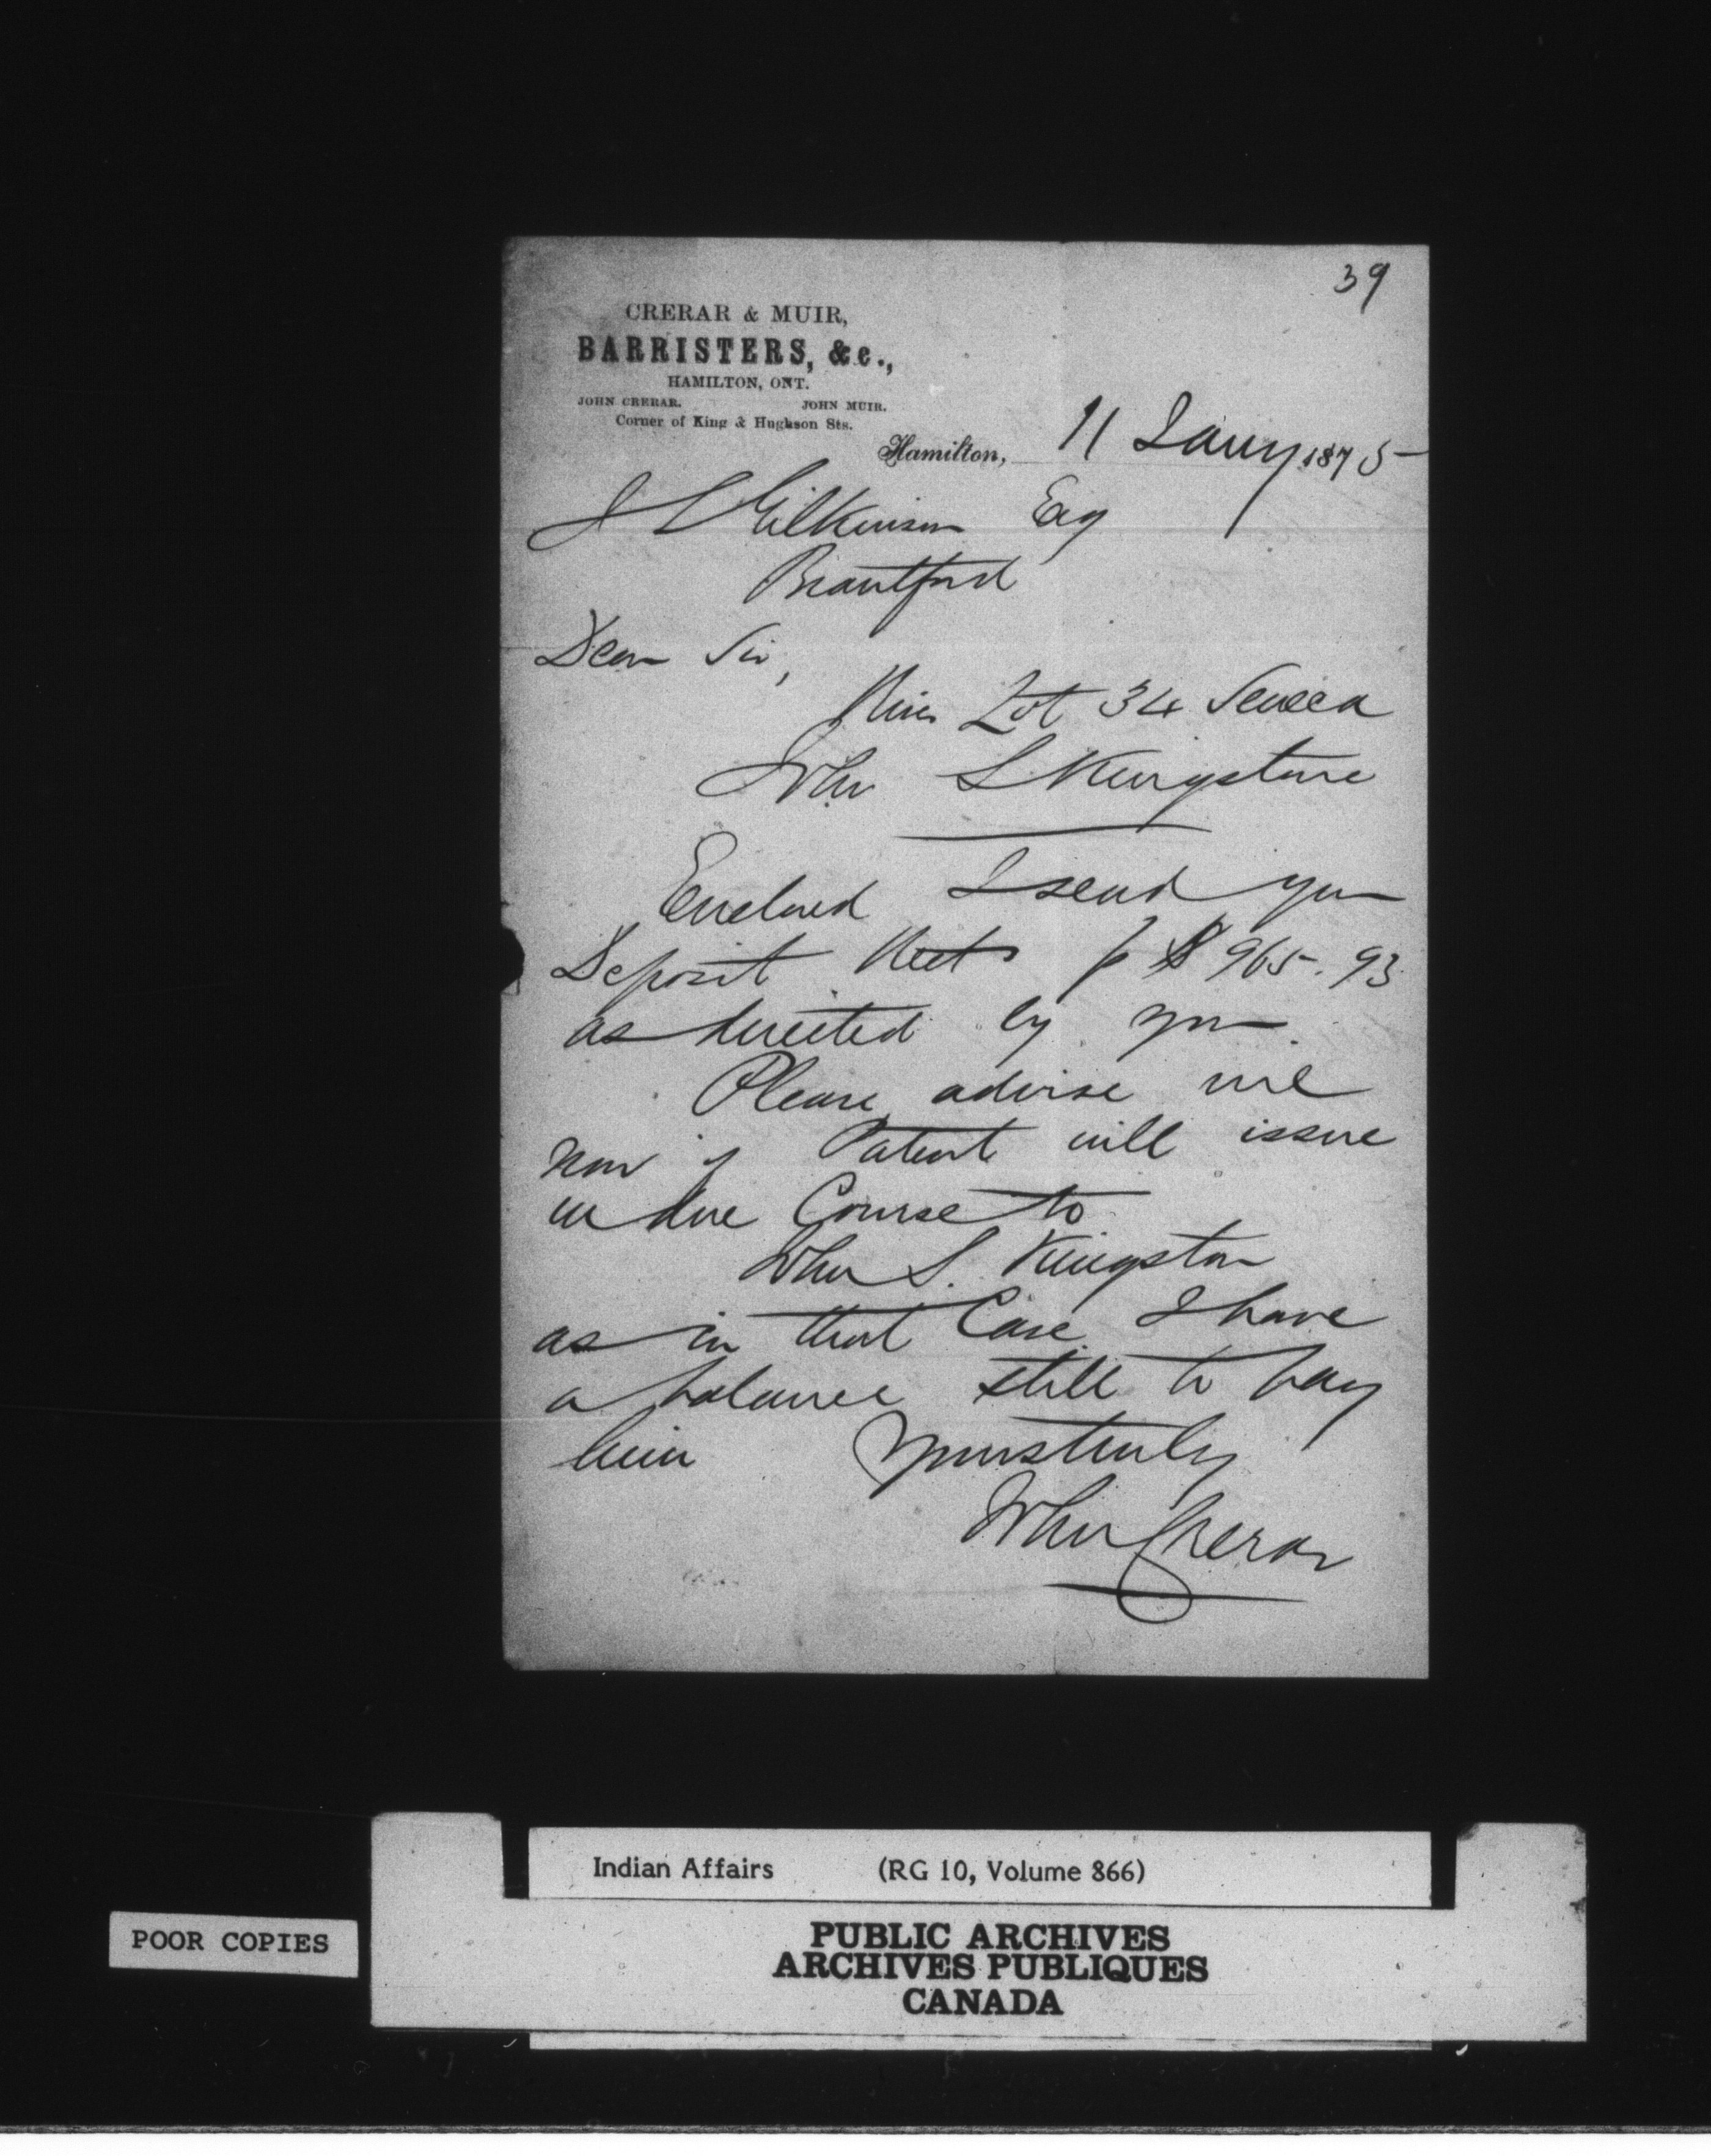 39
CRERAR & MUIR,
BARRISTERS, &c.,
HAMILTON, ONT.
JOHN CRERAR. JOHN MUIR.
Corner of King & Hughson Sts.
Hamilton, 11 Jany 1875
J Gilkinson Esq
Brantford
Dear Sir,
River Lot 34 Seneca
John S Kingstone
Enclosed I send you
Deposit Rect for $965.93
as directed by you.
Please advise me
now if Patent will issue
in due Course to
John S. Kingston
as in that Case I have
a balance still to pay
him Yours truly
John Crerar
Indian Affairs (RG 10, Volume 866)
POOR COPIES
PUBLIC ARCHIVES
ARCHIVES PUBLIQUES
CANADA